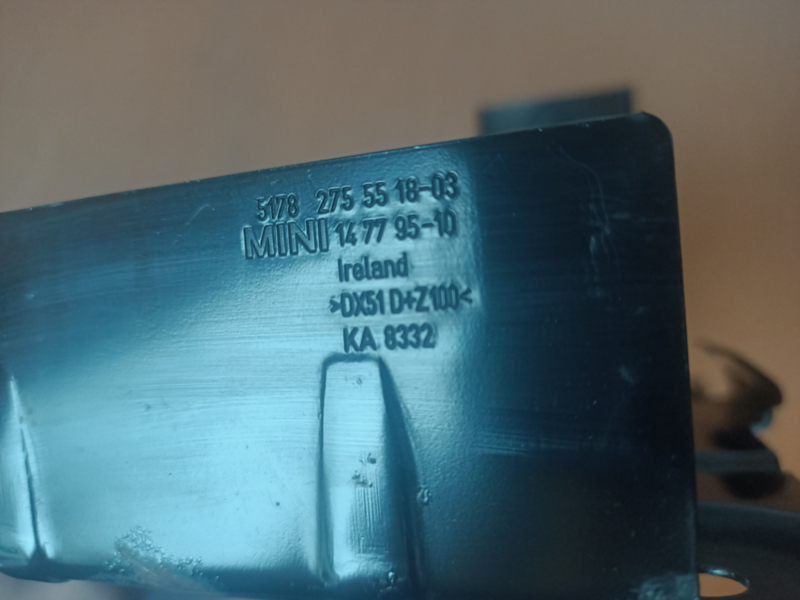 5178 275 55 18-03
MINI 14 77 95-10
Ireland
>DX51 D+Z100<
KA 8332